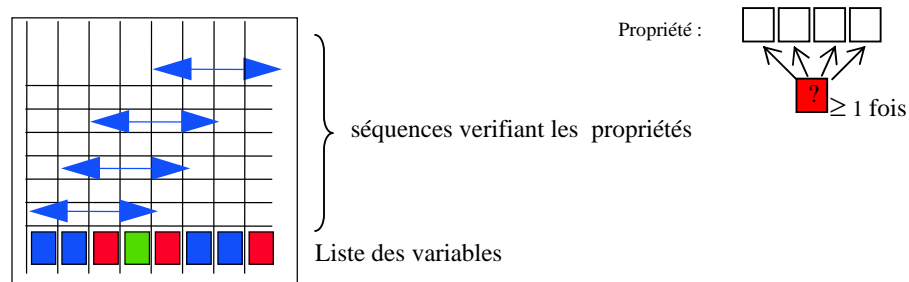 Propriété :
?
≥ 1 fois
séquences verifiant les propriétés
Liste des variables